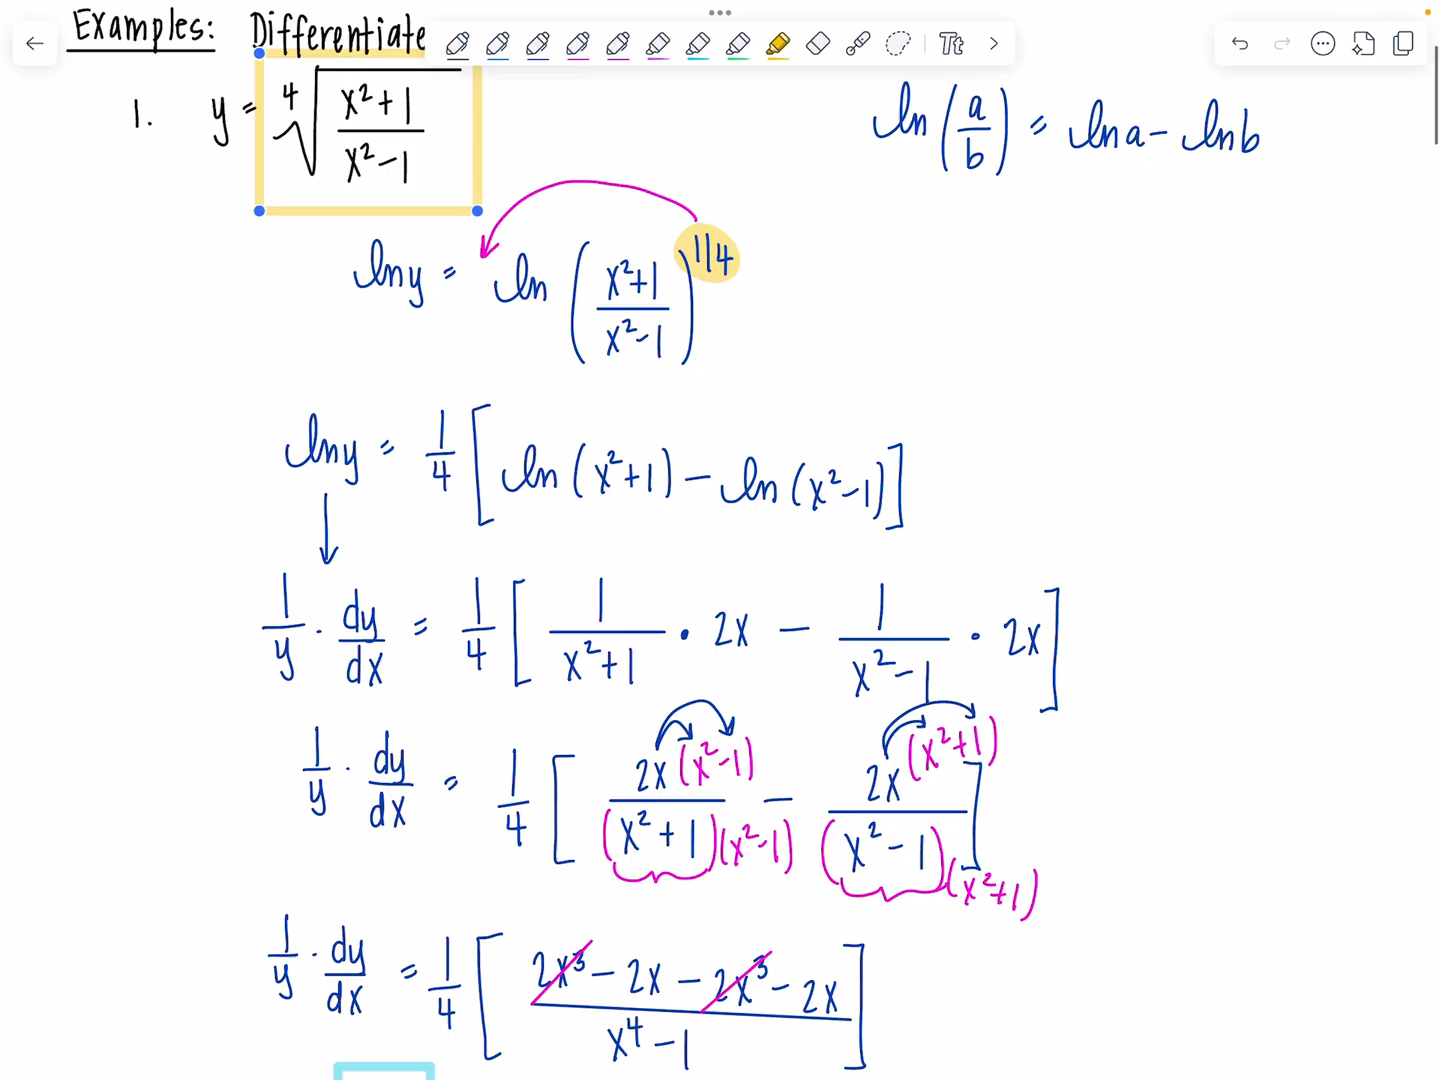 Examples: Differentiate
1. y = ⁴√((x²+1)/(x²-1))
ln(a/b) = ln a - ln b
ln y = ln ((x²+1)/(x²-1))^(1/4)
ln y = 1/4 [ln (x²+1) - ln (x²-1)]
1/y · dy/dx = 1/4 [1/(x²+1) · 2x - 1/(x²-1) · 2x]
1/y · dy/dx = 1/4 [2x(x²-1)/((x²+1)(x²-1)) - 2x(x²+1)/((x²-1)(x²+1))]
1/y · dy/dx = 1/4 [(2x³ - 2x - 2x³ - 2x)/(x⁴-1)]
Tt